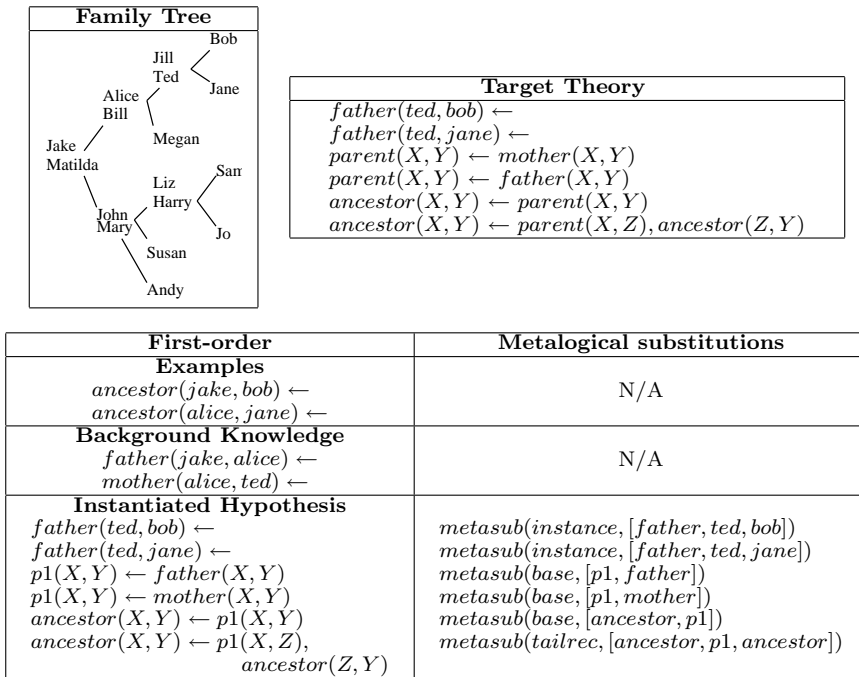 Family Tree
Bob
Jill
Ted
Jane
Alice
Bill
Megan
Jake
Matilda
Liz
Harry
Sam
John
Mary
Jo
Susan
Andy
Target Theory
father(ted, bob) ←
father(ted, jane) ←
parent(X, Y) ← mother(X, Y)
parent(X, Y) ← father(X, Y)
ancestor(X, Y) ← parent(X, Y)
ancestor(X, Y) ← parent(X, Z), ancestor(Z, Y)
First-order
Metalogical substitutions
Examples
ancestor(jake, bob) ←
ancestor(alice, jane) ←
N/A
Background Knowledge
father(jake, alice) ←
mother(alice, ted) ←
N/A
Instantiated Hypothesis
father(ted, bob) ←
metasub(instance, [father, ted, bob])
father(ted, jane) ←
metasub(instance, [father, ted, jane])
p1(X, Y) ← father(X, Y)
metasub(base, [p1, father])
p1(X, Y) ← mother(X, Y)
metasub(base, [p1, mother])
ancestor(X, Y) ← p1(X, Y)
metasub(base, [ancestor, p1])
ancestor(X, Y) ← p1(X, Z),
metasub(tailrec, [ancestor, p1, ancestor])
ancestor(Z, Y)